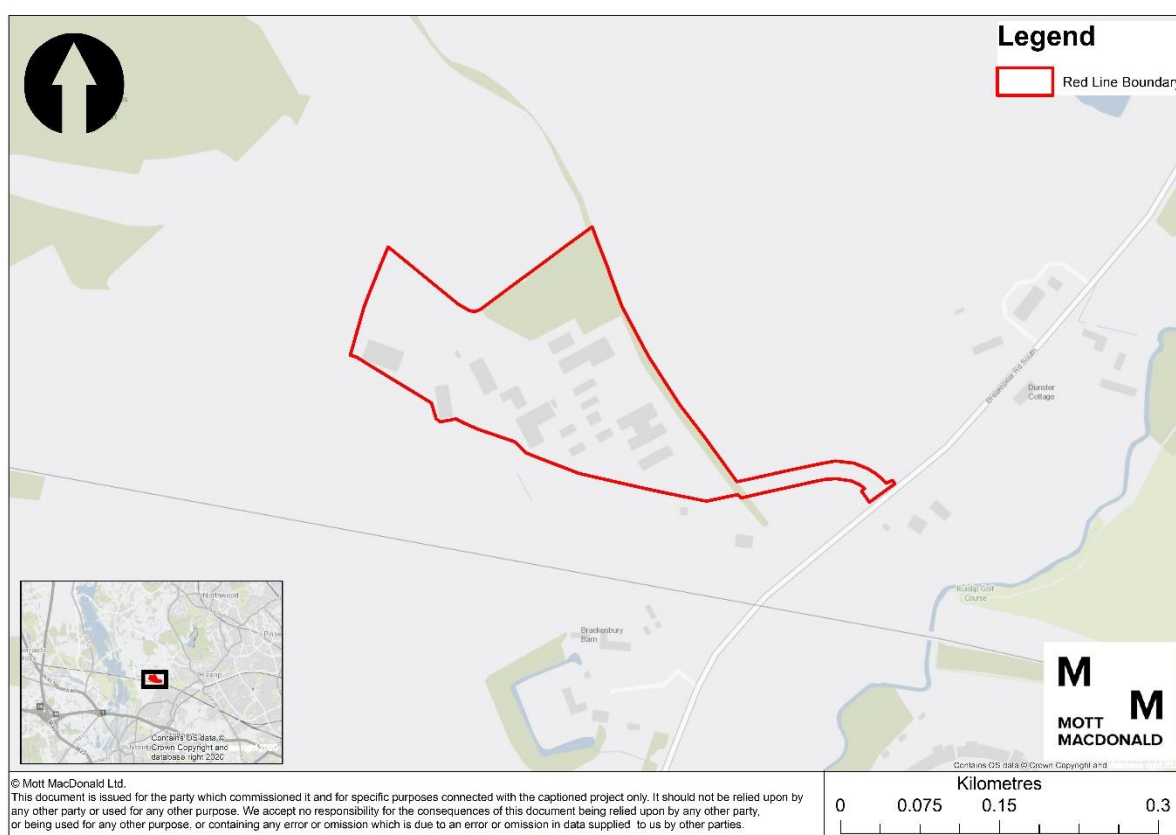 Legend
Red Line Boundary
Breakspear Rd South
Dunster
Cottage
Ruislip Golf
Course
Brackenbury
Barn
Northwood
Contains OS data ©
Crown Copyright and
database right 2020
M
M
MOTT
MACDONALD
Contains OS data © Crown Copyright and
© Mott MacDonald Ltd.
This document is issued for the party which commissioned it and for specific purposes connected with the captioned project only. It should not be relied upon by
any other party or used for any other purpose. We accept no responsibility for the consequences of this document being relied upon by any other party,
or being used for any other purpose, or containing any error or omission which is due to an error or omission in data supplied to us by other parties.
Kilometres
0 0.075 0.15 0.3